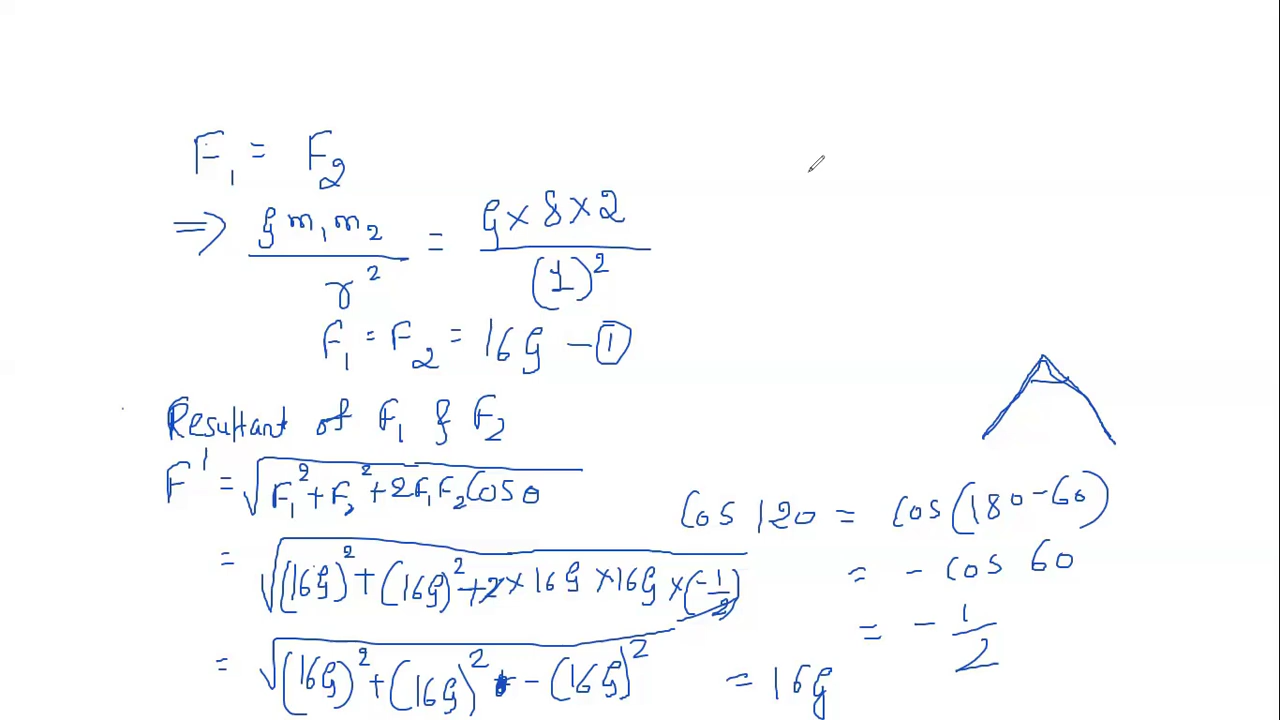 F₁ = F₂
⇒ G m₁ m₂ / r² = G × 8 × 2 / (1)²
F₁ = F₂ = 16G – ①
Resultant of F₁ & F₂
F' = √(F₁² + F₂² + 2F₁F₂ Cos θ)
= √((16G)² + (16G)² + 2 × 16G × 16G × (-1/2))
= √((16G)² + (16G)² - (16G)²) = 16G
Cos 120 = Cos (180 - 60)
= - Cos 60
= - 1/2